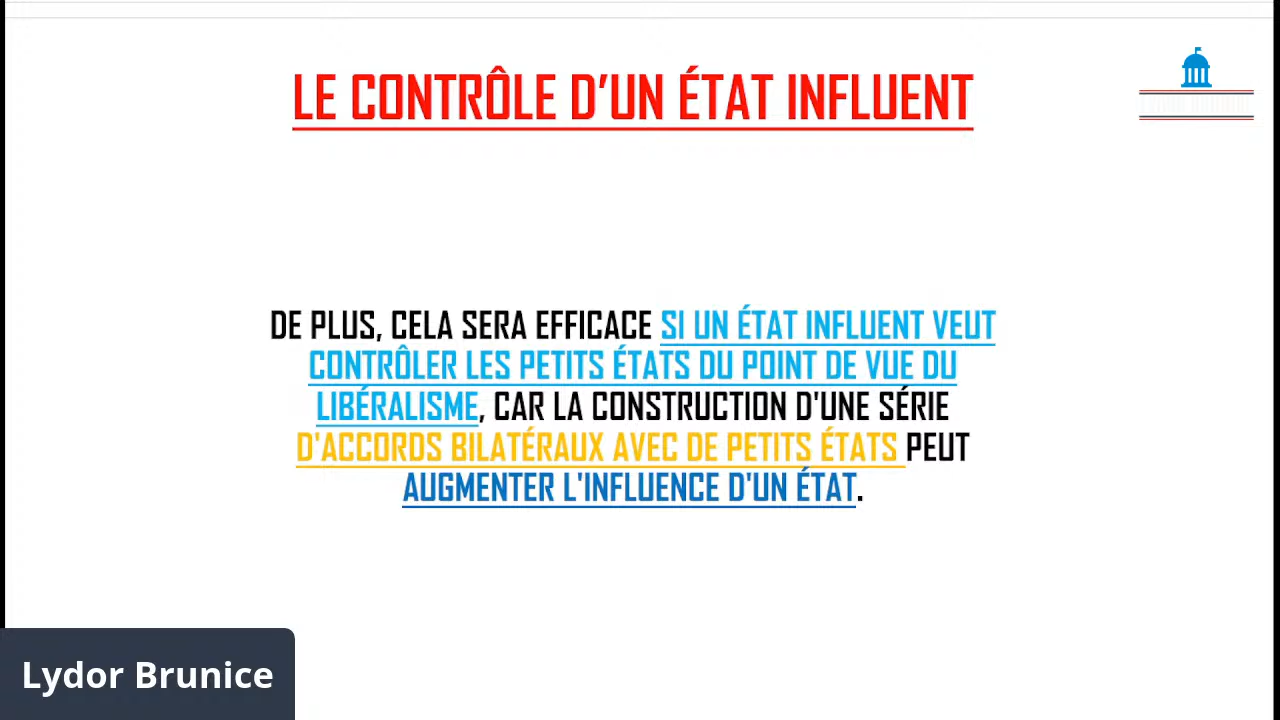 LE CONTRÔLE D’UN ÉTAT INFLUENT
DE PLUS, CELA SERA EFFICACE SI UN ÉTAT INFLUENT VEUT
CONTRÔLER LES PETITS ÉTATS DU POINT DE VUE DU
LIBÉRALISME, CAR LA CONSTRUCTION D'UNE SÉRIE
D'ACCORDS BILATÉRAUX AVEC DE PETITS ÉTATS PEUT
AUGMENTER L'INFLUENCE D'UN ÉTAT.
Lydor Brunice